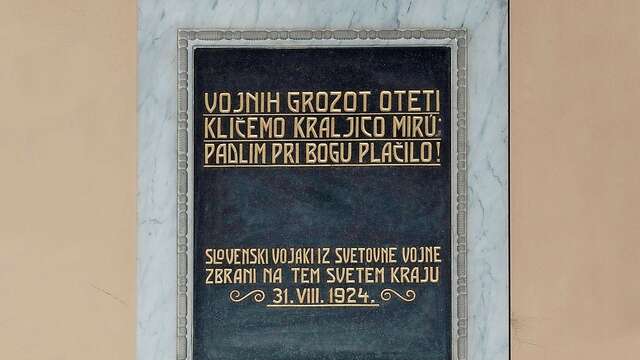 VOJNIH GROZOT OTETI
KLIČEMO KRALJICO MIRÚ:
PADLIM PRI BOGU PLAČILO!
SLOVENSKI VOJAKI IZ SVETOVNE VOJNE
ZBRANI NA TEM SVETEM KRAJU
31. VIII. 1924.